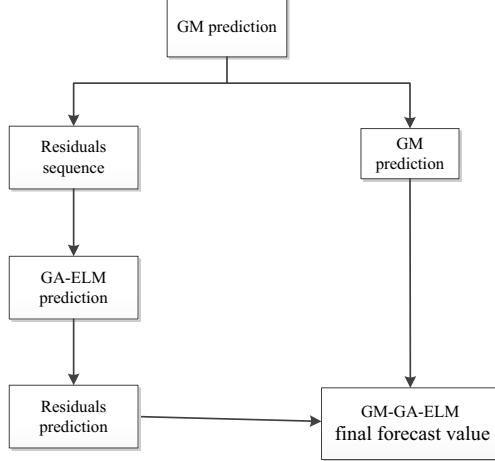 GM prediction
Residuals
sequence
GM
prediction
GA-ELM
prediction
Residuals
prediction
GM-GA-ELM
final forecast value